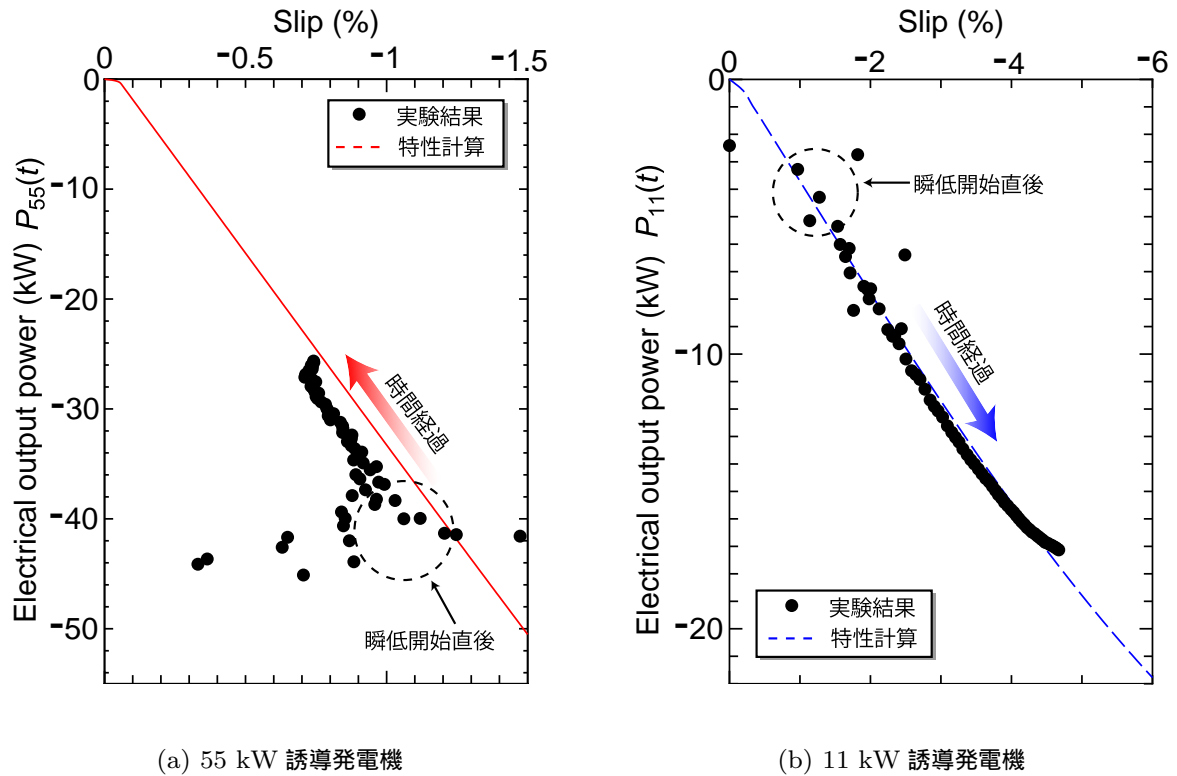 Slip (%)
0 -0.5 -1 -1.5
0
-10
-20
-30
-40
-50
Electrical output power (kW) P55(t)
実験結果
特性計算
時間経過
瞬低開始直後
(a) 55 kW 誘導発電機
Slip (%)
0 -2 -4 -6
0
-10
-20
Electrical output power (kW) P11(t)
瞬低開始直後
時間経過
実験結果
特性計算
(b) 11 kW 誘導発電機